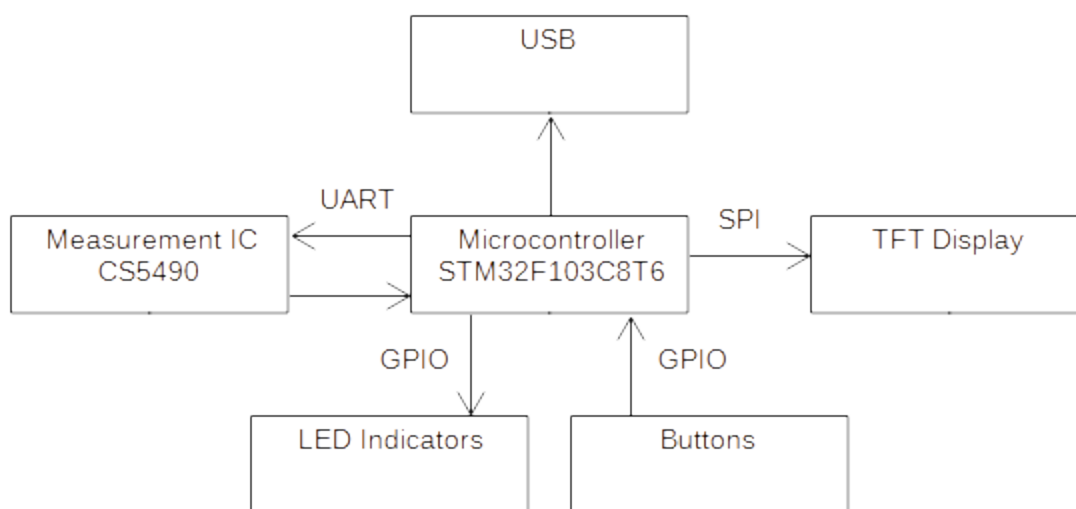 USB
UART
SPI
Measurement IC
CS5490
Microcontroller
STM32F103C8T6
TFT Display
GPIO
GPIO
LED Indicators
Buttons